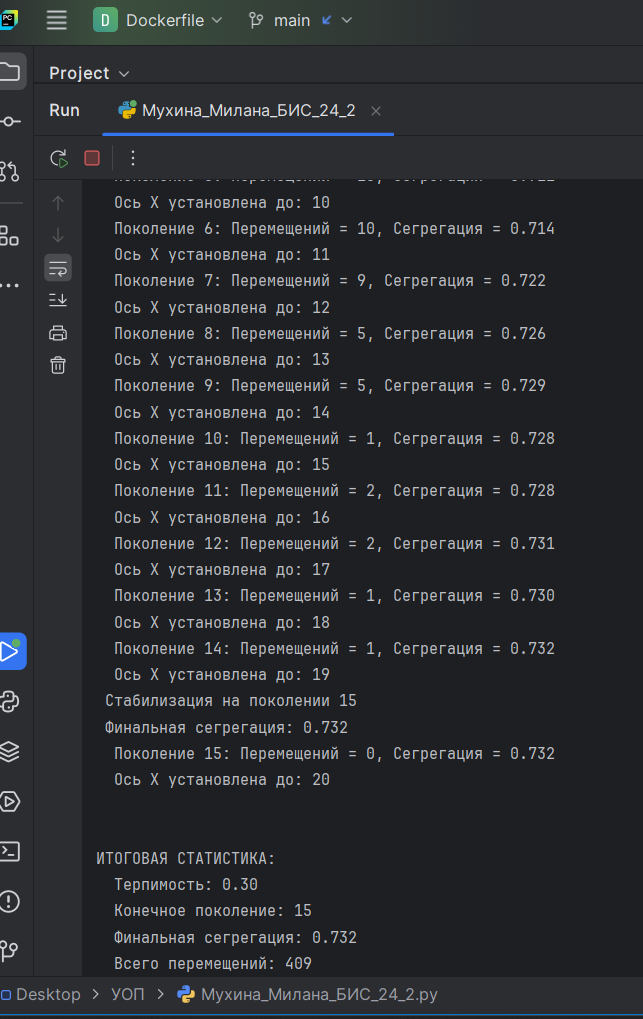 PC
D Dockerfile main
Project
Run Мухина_Милана_БИС_24_2
Ось X установлена до: 10
Поколение 6: Перемещений = 10, Сегрегация = 0.714
Ось X установлена до: 11
Поколение 7: Перемещений = 9, Сегрегация = 0.722
Ось X установлена до: 12
Поколение 8: Перемещений = 5, Сегрегация = 0.726
Ось X установлена до: 13
Поколение 9: Перемещений = 5, Сегрегация = 0.729
Ось X установлена до: 14
Поколение 10: Перемещений = 1, Сегрегация = 0.728
Ось X установлена до: 15
Поколение 11: Перемещений = 2, Сегрегация = 0.728
Ось X установлена до: 16
Поколение 12: Перемещений = 2, Сегрегация = 0.731
Ось X установлена до: 17
Поколение 13: Перемещений = 1, Сегрегация = 0.730
Ось X установлена до: 18
Поколение 14: Перемещений = 1, Сегрегация = 0.732
Ось X установлена до: 19
Стабилизация на поколении 15
Финальная сегрегация: 0.732
Поколение 15: Перемещений = 0, Сегрегация = 0.732
Ось X установлена до: 20
ИТОГОВАЯ СТАТИСТИКА:
Терпимость: 0.30
Конечное поколение: 15
Финальная сегрегация: 0.732
Всего перемещений: 409
Desktop > УОП > Мухина_Милана_БИС_24_2.py